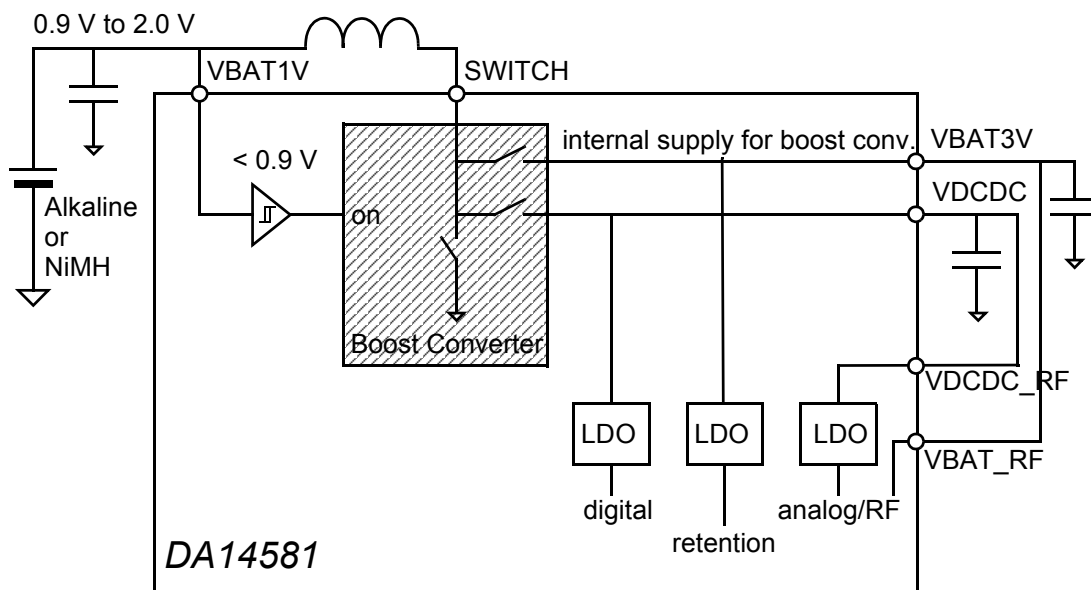 0.9 V to 2.0 V
VBAT1V
SWITCH
internal supply for boost conv.
VBAT3V
< 0.9 V
VDCDC
Alkaline
or
NiMH
on
Boost Converter
VDCDC_RF
LDO
LDO
LDO
VBAT_RF
digital
analog/RF
retention
DA14581